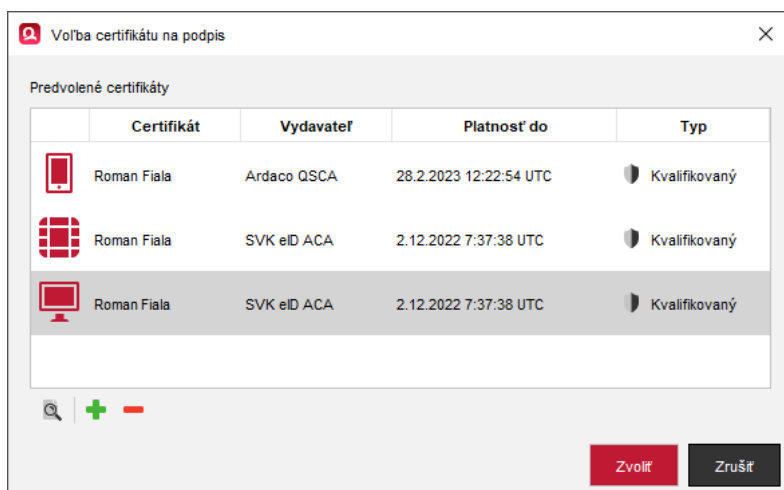 Voľba certifikátu na podpis
Predvolené certifikáty
Certifikát Vydavateľ Platnosť do Typ
Roman Fiala Ardaco QSCA 28.2.2023 12:22:54 UTC Kvalifikovaný
Roman Fiala SVK eID ACA 2.12.2022 7:37:38 UTC Kvalifikovaný
Roman Fiala SVK eID ACA 2.12.2022 7:37:38 UTC Kvalifikovaný
Zvoliť Zrušiť